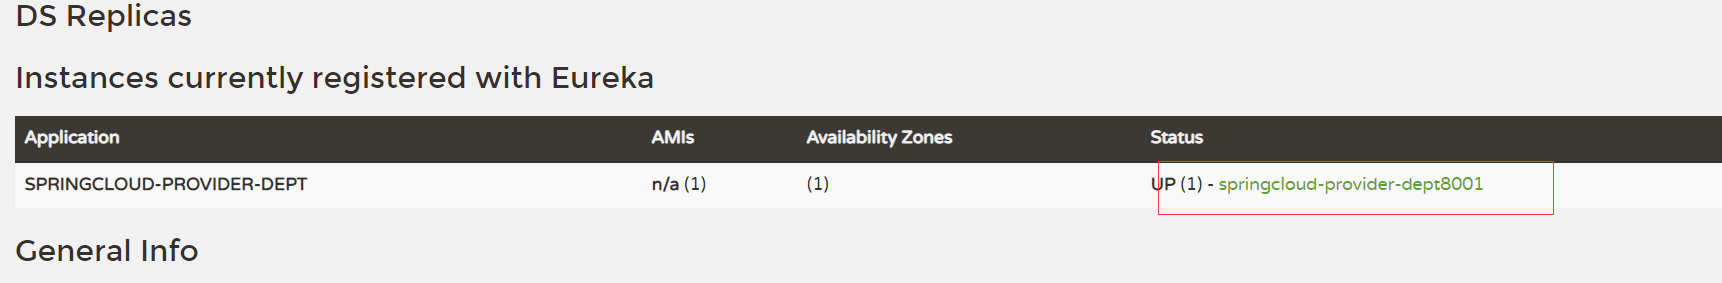 DS Replicas
Instances currently registered with Eureka
Application AMIs Availability Zones Status
SPRINGCLOUD-PROVIDER-DEPT n/a (1) (1) UP (1) - springcloud-provider-dept8001
General Info